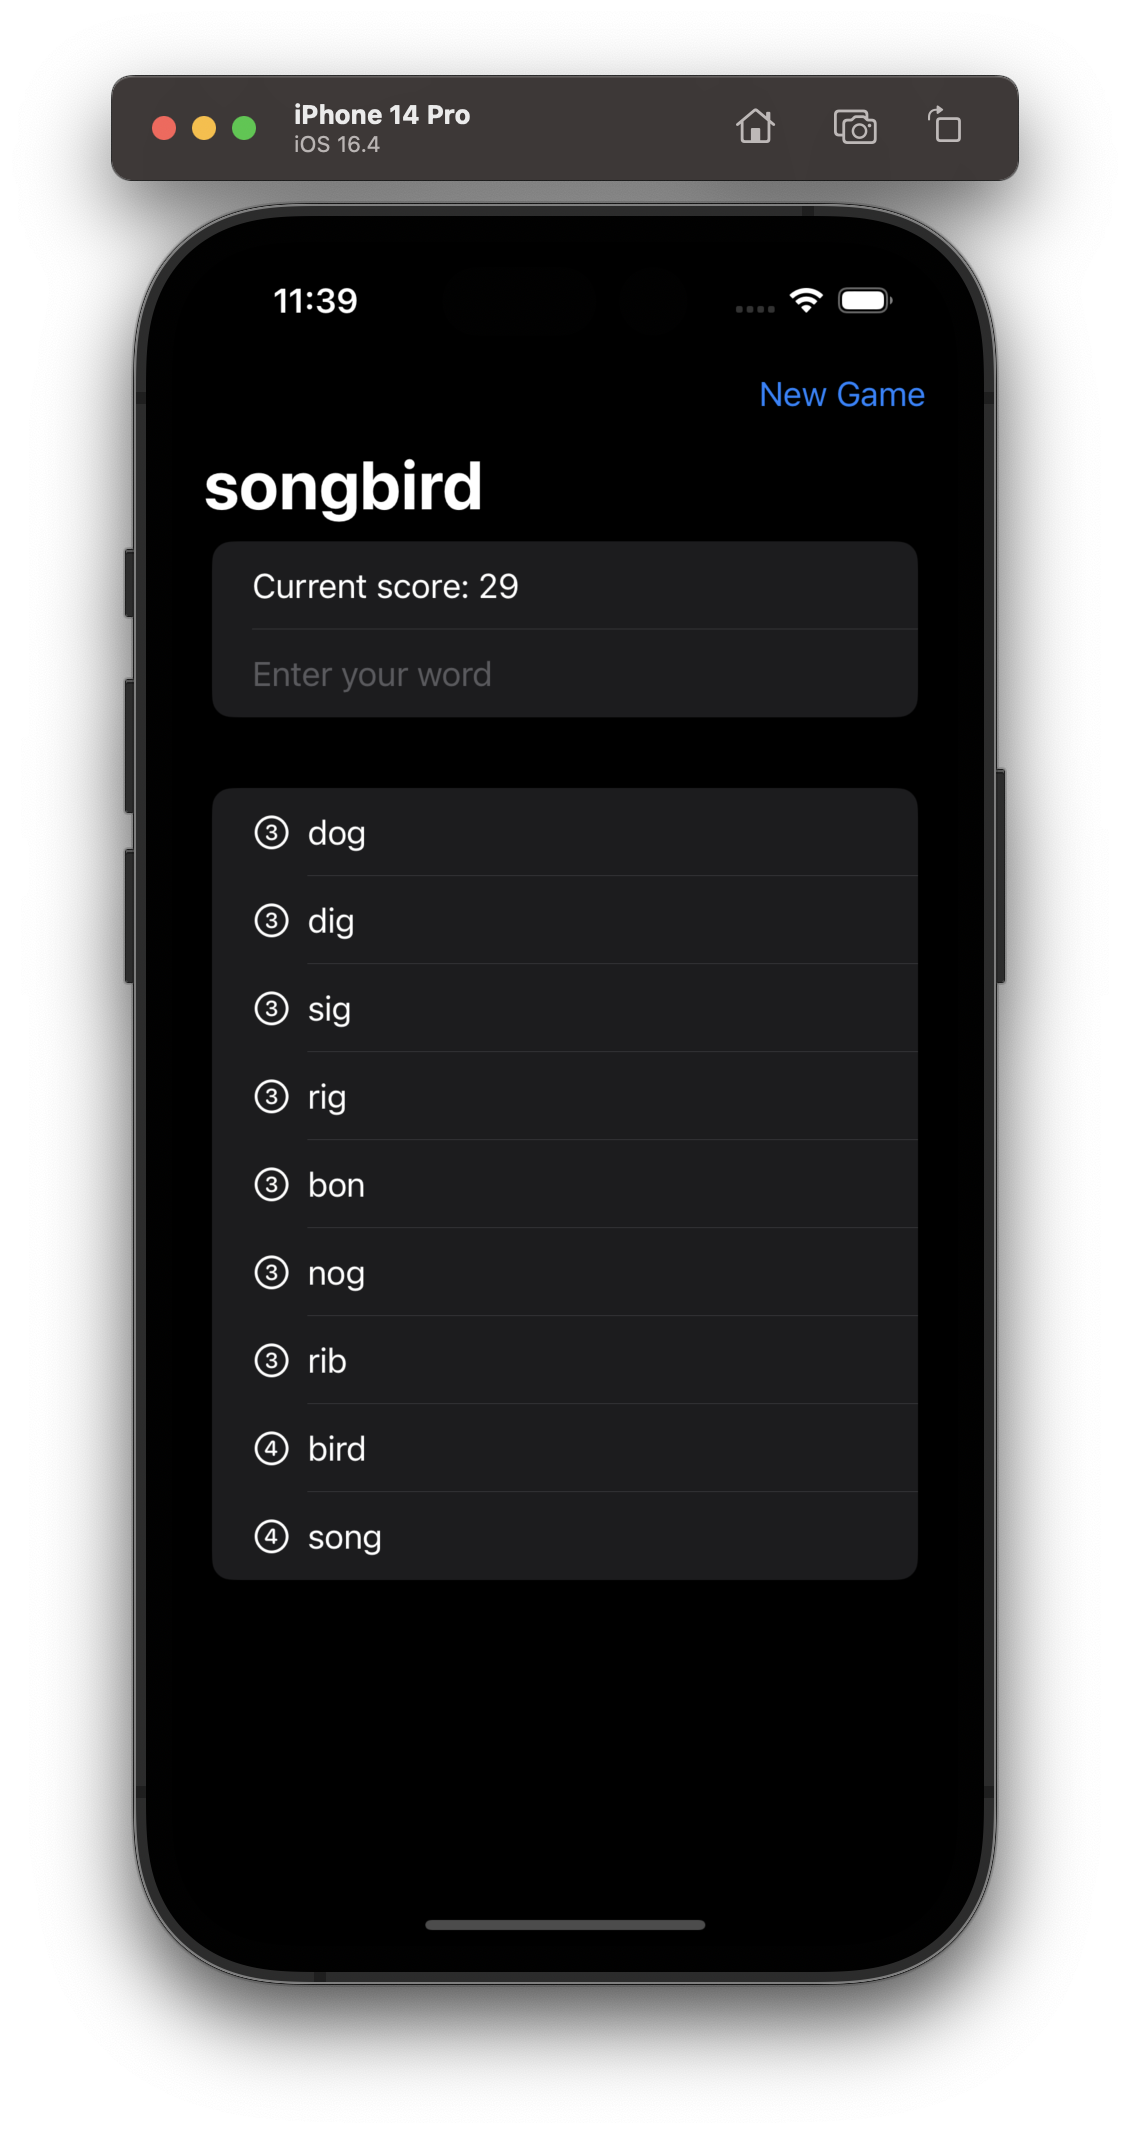 iPhone 14 Pro
iOS 16.4
11:39
New Game
songbird
Current score: 29
Enter your word
3 dog
3 dig
3 sig
3 rig
3 bon
3 nog
3 rib
4 bird
4 song